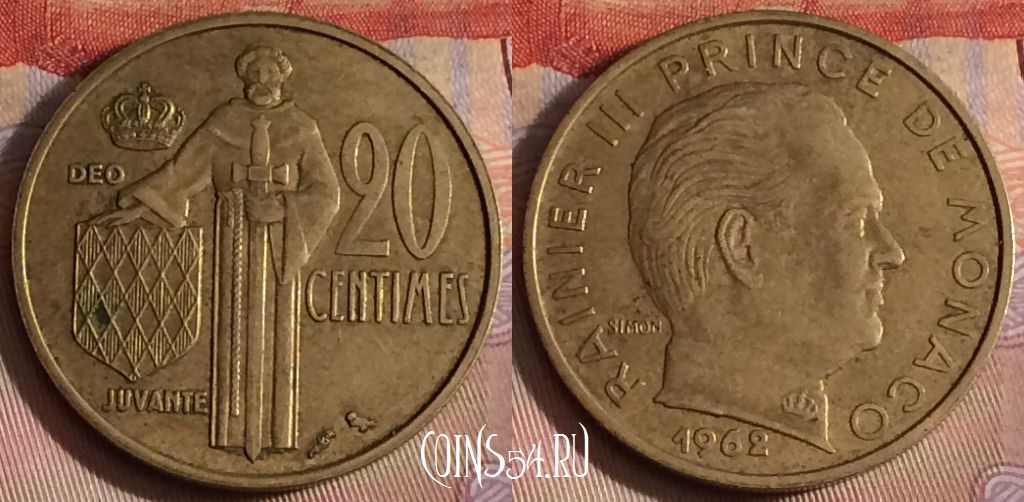 DEO
20
CENTIMES
JUVANTE
RAINIER III PRINCE DE MONACO
SIMON
1962
COINS54.RU